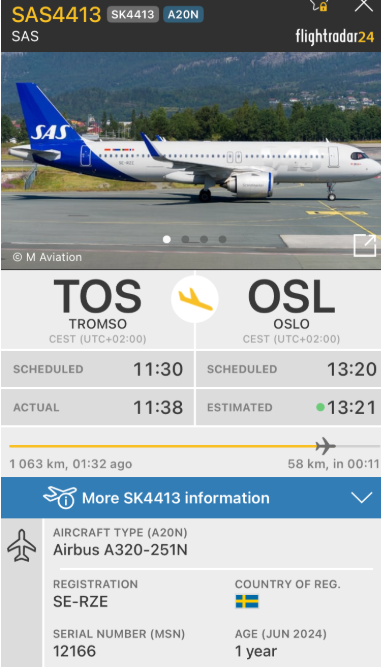 SAS4413 SK4413 A20N
SAS
flightradar24
SAS
© M Aviation
TOS
TROMSO
CEST (UTC+02:00)
OSL
OSLO
CEST (UTC+02:00)
SCHEDULED 11:30
SCHEDULED 13:20
ACTUAL 11:38
ESTIMATED 13:21
1 063 km, 01:32 ago
58 km, in 00:11
More SK4413 information
AIRCRAFT TYPE (A20N)
Airbus A320-251N
REGISTRATION
SE-RZE
COUNTRY OF REG.
SERIAL NUMBER (MSN)
12166
AGE (JUN 2024)
1 year